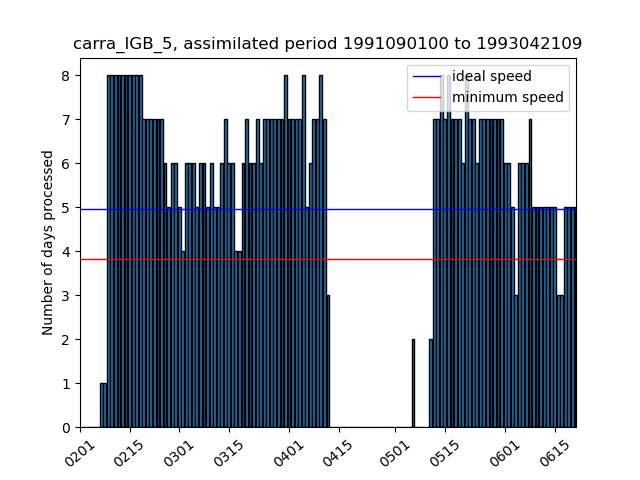 carra_IGB_5, assimilated period 1991090100 to 1993042109
ideal speed
minimum speed
Number of days processed
8
7
6
5
4
3
2
1
0
0201 0215 0301 0315 0401 0415 0501 0515 0601 0615